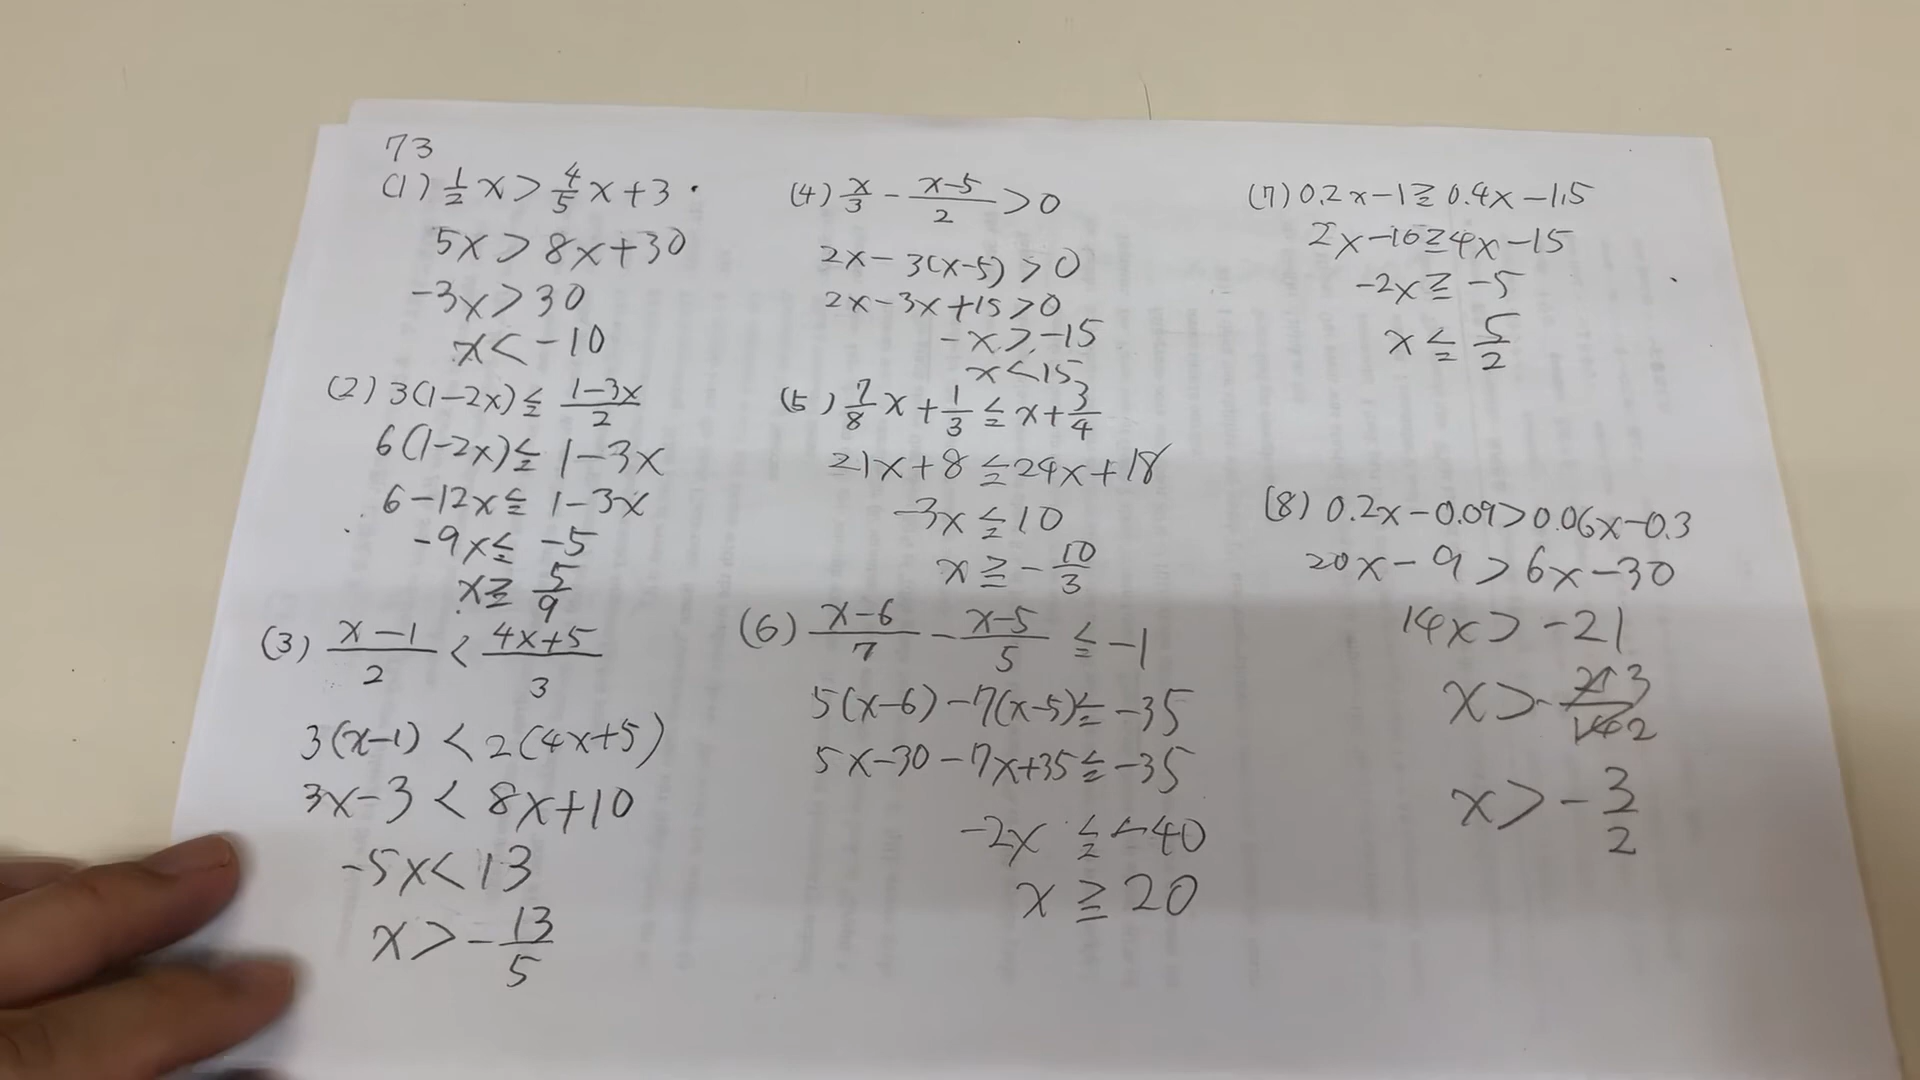 73
(1) 1/2 x > 4/5 x + 3
5x > 8x + 30
-3x > 30
x < -10
(2) 3(1-2x) ≦ (1-3x)/2
6(1-2x) ≦ 1-3x
6-12x ≦ 1-3x
-9x ≦ -5
x ≧ 5/9
(3) (x-1)/2 < (4x+5)/3
3(x-1) < 2(4x+5)
3x-3 < 8x+10
-5x < 13
x > -13/5
(4) x/3 - (x-5)/2 > 0
2x-3(x-5) > 0
2x-3x+15 > 0
-x > -15
x < 15
(5) 7/8 x + 1/3 ≦ x + 3/4
21x+8 ≦ 24x+18
-3x ≦ 10
x ≧ -10/3
(6) (x-6)/7 - (x-5)/5 ≦ -1
5(x-6)-7(x-5) ≦ -35
5x-30-7x+35 ≦ -35
-2x ≦ -40
x ≧ 20
(7) 0.2x-1 ≧ 0.4x-1.5
2x-10 ≧ 4x-15
-2x ≧ -5
x ≦ 5/2
(8) 0.2x-0.09 > 0.06x-0.3
20x-9 > 6x-30
14x > -21
x > -21 3/14 2
x > -3/2